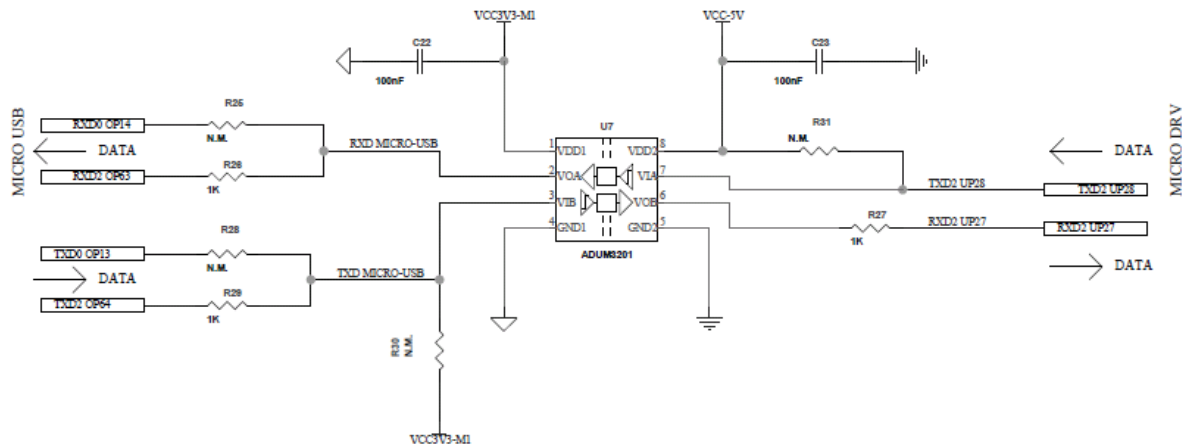 VCC3V3-M1
VCC-5V
C22
100nF
C23
100nF
MICRO USB
RXD0 OP14
R25
N.M.
DATA
RXD MICRO-USB
RXD2 OP63
R26
1K
U7
1 VDD1
VDD2 8
2 VOA
VIA 7
3 VIB
VOB 6
4 GND1
GND2 5
ADUM3201
R31
N.M.
MICRO DRV
DATA
TXD2 UP28
TXD2 UP28
R27
1K
RXD2 UP27
RXD2 UP27
DATA
TXD0 OP13
R28
N.M.
DATA
TXD MICRO-USB
TXD2 OP64
R29
1K
R30
N.M.
VCC3V3-M1